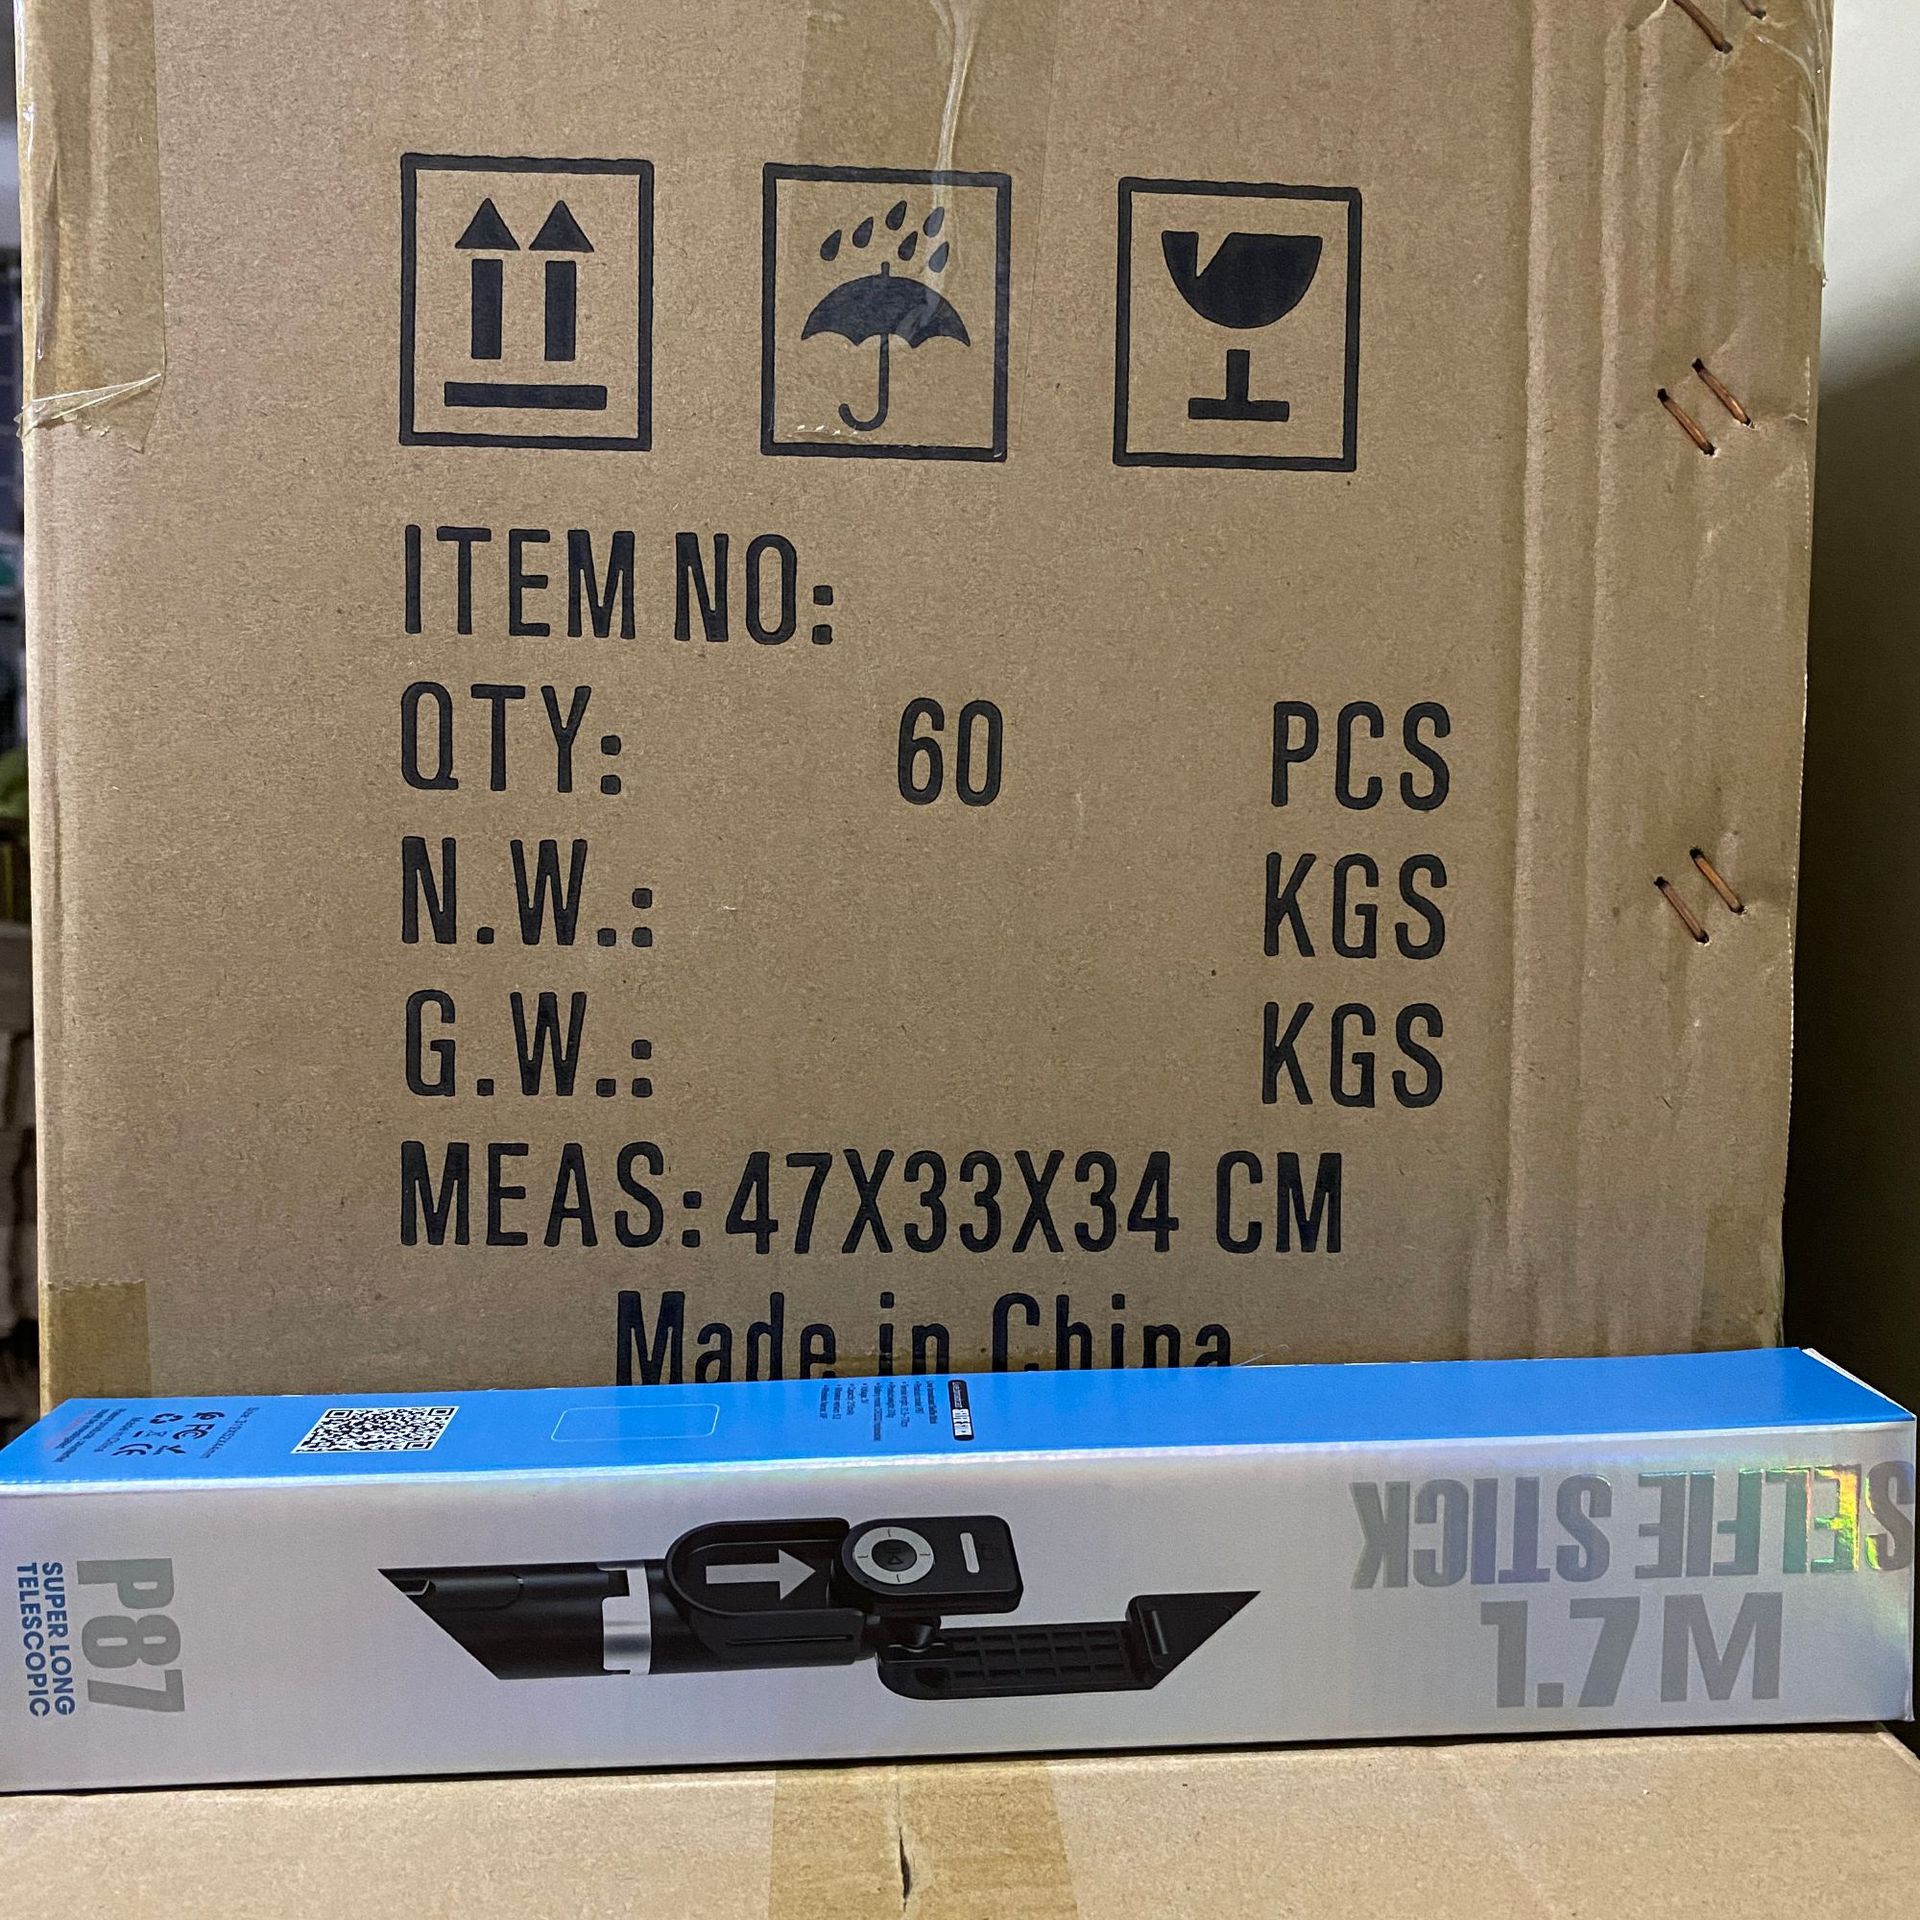 ITEM NO:
QTY: 60 PCS
N.W.: KGS
G.W.: KGS
MEAS: 47X33X34 CM
Made in China
SELFIE STICK
1.7M
P87
SUPER LONG
TELESCOPIC